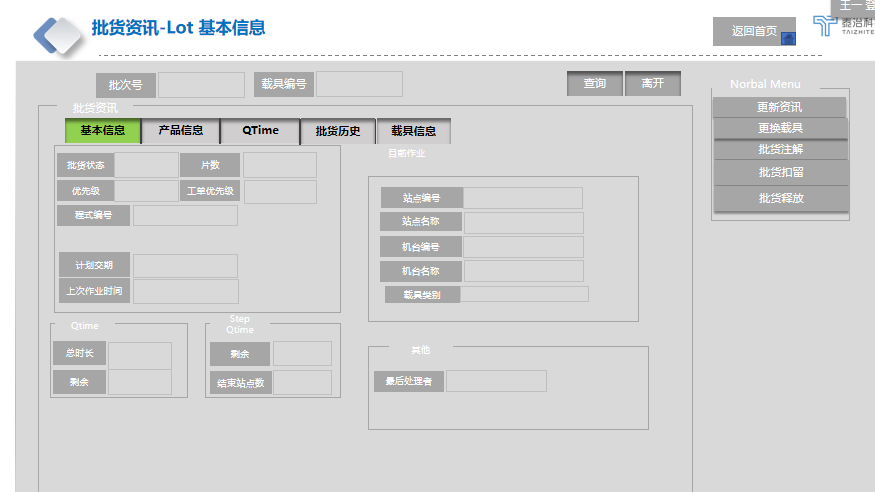 王一 登
批货资讯-Lot 基本信息
返回首页
泰治科
TAIZHITE
批次号
载具编号
查询
离开
Norbal Menu
批货资讯
更新资讯
更换载具
批货注解
批货扣留
批货释放
基本信息
产品信息
QTime
批货历史
载具信息
目前作业
批货状态
片数
优先级
工单优先级
程式编号
计划交期
上次作业时间
站点编号
站点名称
机台编号
机台名称
载具类别
Qtime
总时长
剩余
Step
Qtime
剩余
结束站点数
其他
最后处理者